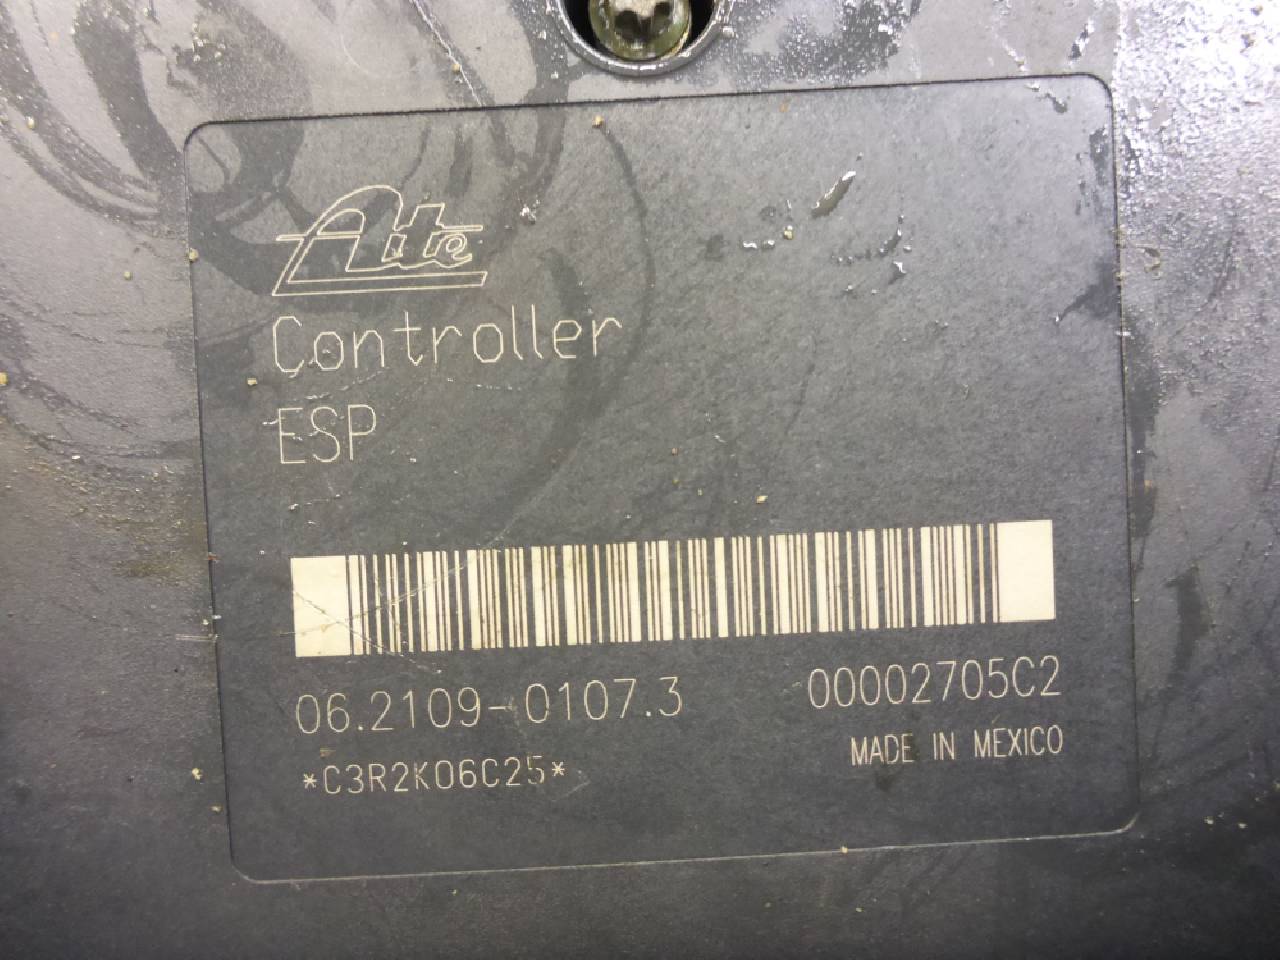 Ate
Controller
ESP
06.2109-0107.3 00002705C2
*C3R2K06C25* MADE IN MEXICO